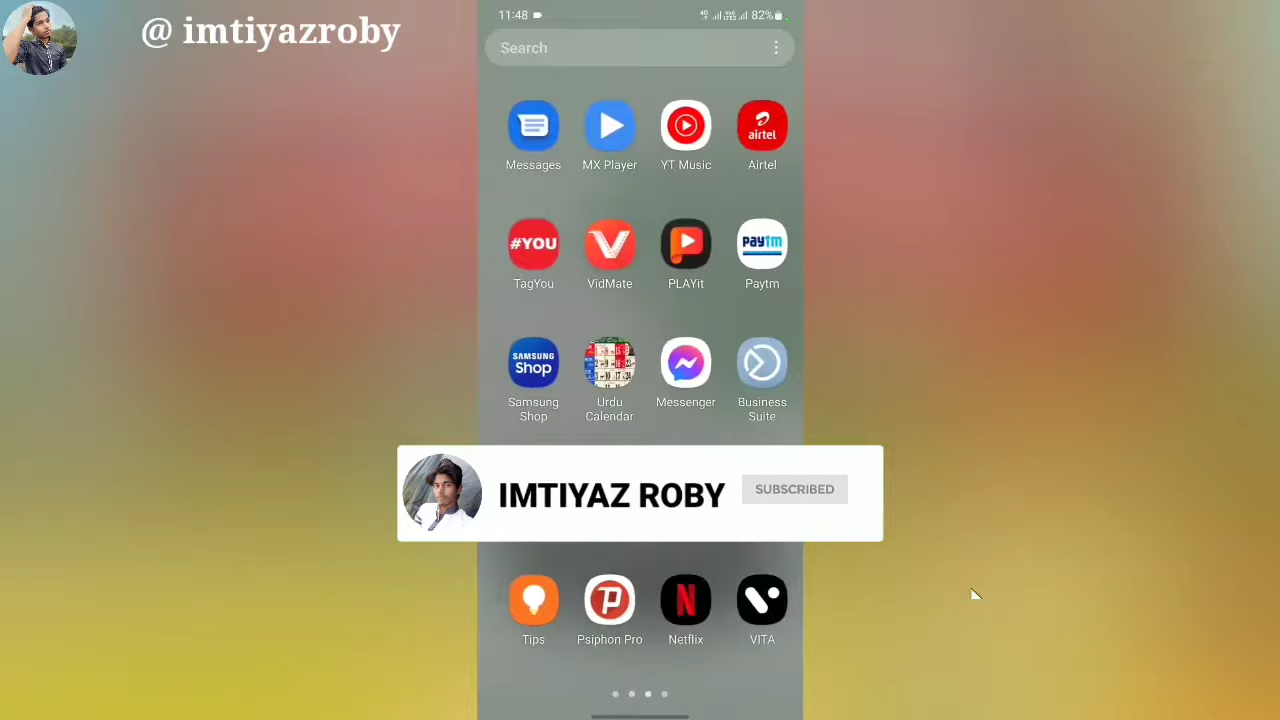 @ imtiyazroby
11:48 82%
Search
Messages MX Player YT Music Airtel
airtel
#YOU
Paytm
TagYou VidMate PLAYit Paytm
SAMSUNG
Shop
Samsung Urdu Messenger Business
Shop Calendar Suite
IMTIYAZ ROBY SUBSCRIBED
Tips Psiphon Pro Netflix VITA